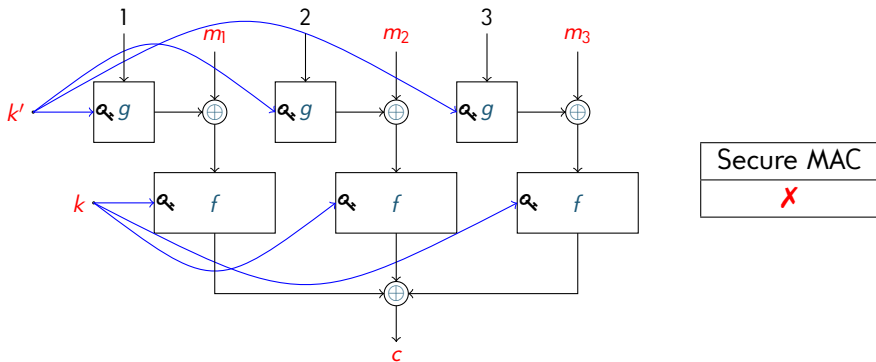 1 2 3
m₁ m₂ m₃
k′ g g g
Secure MAC
✗
k f f f
c